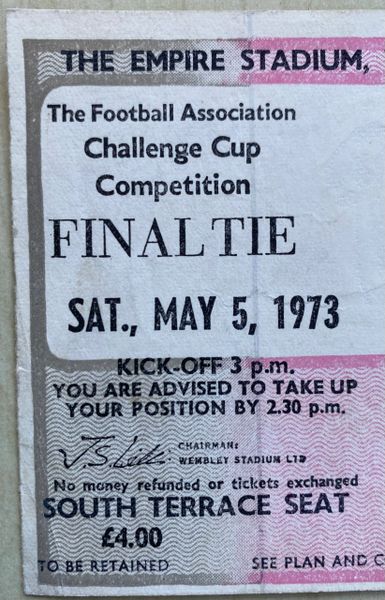 THE EMPIRE STADIUM,
The Football Association
Challenge Cup
Competition
FINAL TIE
SAT., MAY 5, 1973
KICK-OFF 3 p.m.
YOU ARE ADVISED TO TAKE UP
YOUR POSITION BY 2.30 p.m.
CHAIRMAN:
WEMBLEY STADIUM LTD
No money refunded or tickets exchanged
SOUTH TERRACE SEAT
£4.00
TO BE RETAINED SEE PLAN AND